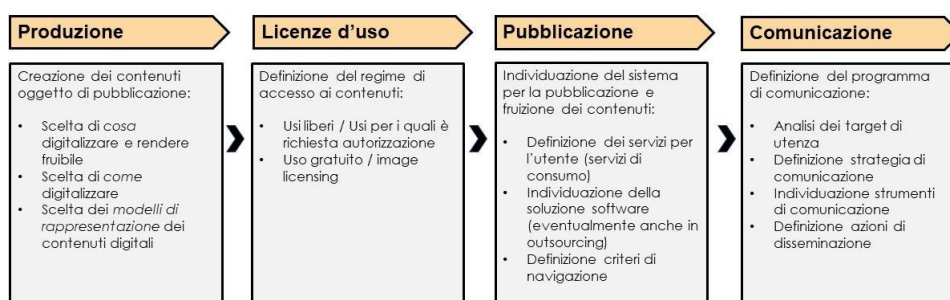 Produzione
Creazione dei contenuti
oggetto di pubblicazione:
• Scelta di cosa
digitalizzare e rendere
fruibile
• Scelta di come
digitalizzare
• Scelta dei modelli di
rappresentazione dei
contenuti digitali
Licenze d'uso
Definizione del regime di
accesso ai contenuti:
• Usi liberi / Usi per i quali è
richiesta autorizzazione
• Uso gratuito / image
licensing
Pubblicazione
Individuazione del sistema
per la pubblicazione e
fruizione dei contenuti:
• Definizione dei servizi per
l'utente (servizi di
consumo)
• Individuazione della
soluzione software
(eventualmente anche in
outsourcing)
• Definizione criteri di
navigazione
Comunicazione
Definizione del programma
di comunicazione:
• Analisi dei target di
utenza
• Definizione strategia di
comunicazione
• Individuazione strumenti
di comunicazione
• Definizione azioni di
disseminazione